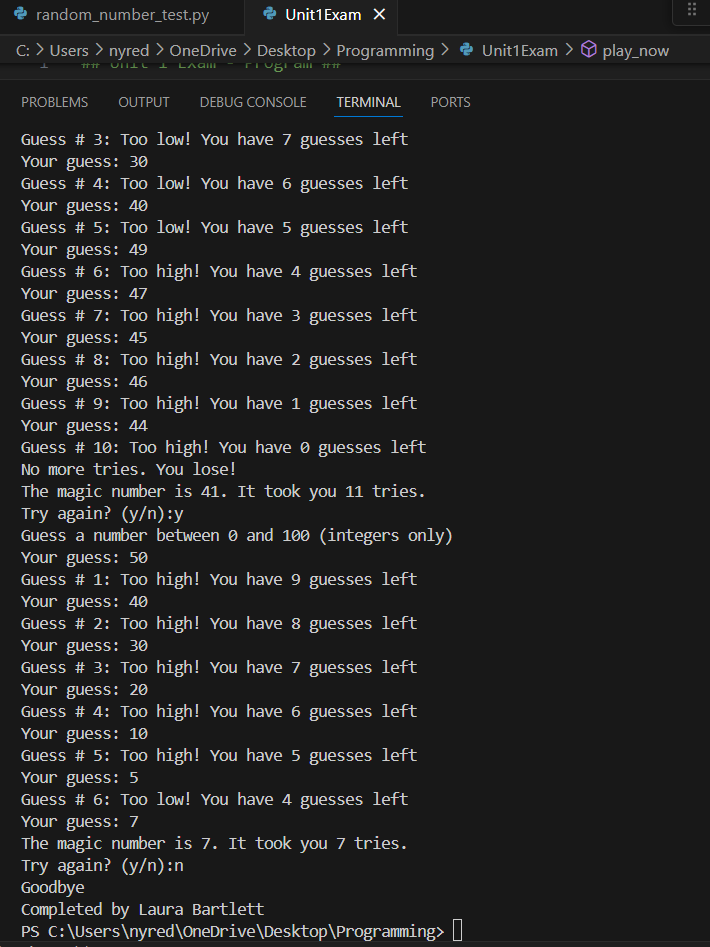 random_number_test.py
Unit1Exam
C: > Users > nyred > OneDrive > Desktop > Programming > Unit1Exam > play_now
1 ## Unit 1 Exam - Program ##
PROBLEMS OUTPUT DEBUG CONSOLE TERMINAL PORTS
Guess # 3: Too low! You have 7 guesses left
Your guess: 30
Guess # 4: Too low! You have 6 guesses left
Your guess: 40
Guess # 5: Too low! You have 5 guesses left
Your guess: 49
Guess # 6: Too high! You have 4 guesses left
Your guess: 47
Guess # 7: Too high! You have 3 guesses left
Your guess: 45
Guess # 8: Too high! You have 2 guesses left
Your guess: 46
Guess # 9: Too high! You have 1 guesses left
Your guess: 44
Guess # 10: Too high! You have 0 guesses left
No more tries. You lose!
The magic number is 41. It took you 11 tries.
Try again? (y/n):y
Guess a number between 0 and 100 (integers only)
Your guess: 50
Guess # 1: Too high! You have 9 guesses left
Your guess: 40
Guess # 2: Too high! You have 8 guesses left
Your guess: 30
Guess # 3: Too high! You have 7 guesses left
Your guess: 20
Guess # 4: Too high! You have 6 guesses left
Your guess: 10
Guess # 5: Too high! You have 5 guesses left
Your guess: 5
Guess # 6: Too low! You have 4 guesses left
Your guess: 7
The magic number is 7. It took you 7 tries.
Try again? (y/n):n
Goodbye
Completed by Laura Bartlett
PS C:\Users\nyred\OneDrive\Desktop\Programming>